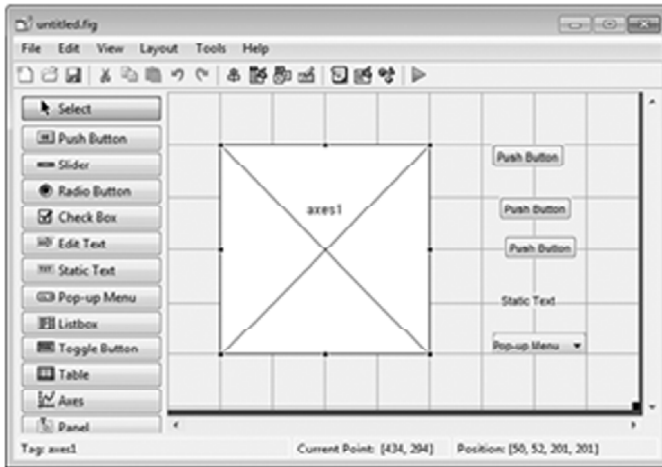 untitled.fig
File Edit View Layout Tools Help
Select
Push Button
Slider
Radio Button
Check Box
Edit Text
Static Text
Pop-up Menu
Listbox
Toggle Button
Table
Axes
Panel
axes1
Push Button
Push Button
Push Button
Static Text
Pop-up Menu
Tag: axes1 Current Point: [434, 294] Position: [50, 52, 201, 201]